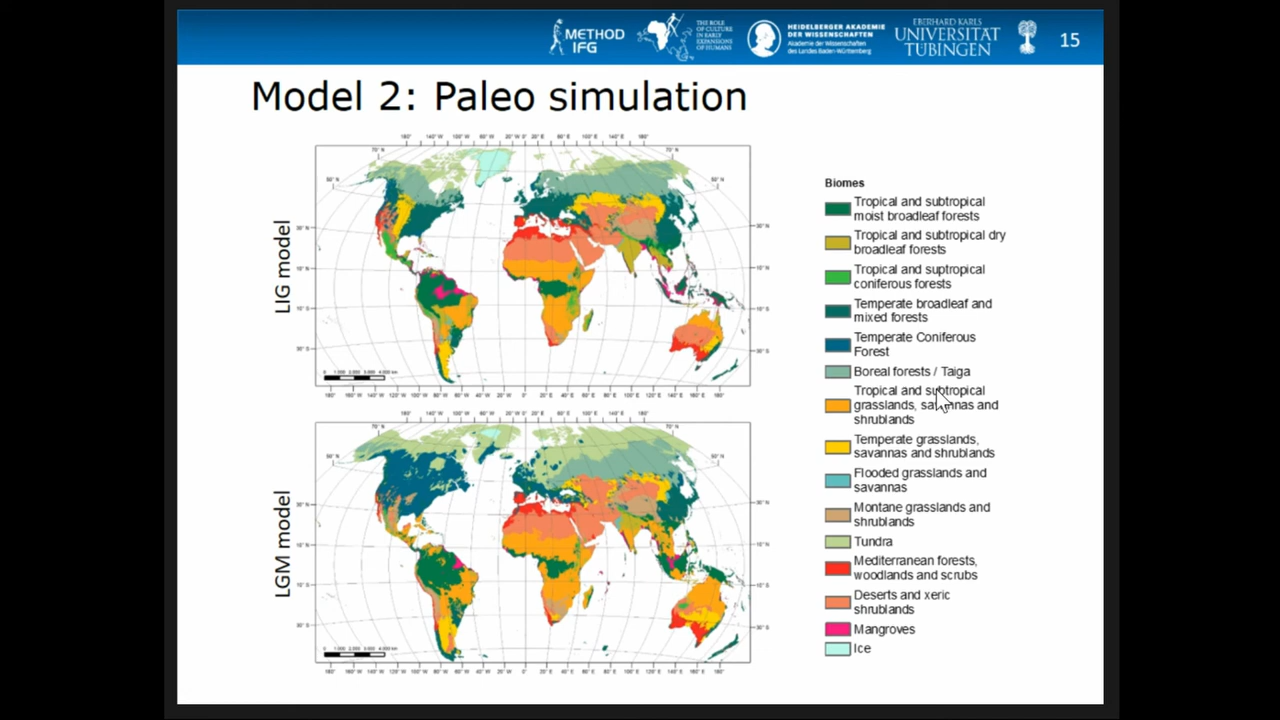 METHOD
IFG
THE ROLE
OF CULTURE
IN EARLY
EXPANSIONS
OF HUMANS
HEIDELBERGER AKADEMIE
DER WISSENSCHAFTEN
Akademie der Wissenschaften
des Landes Baden-Württemberg
EBERHARD KARLS
UNIVERSITÄT
TÜBINGEN
15
Model 2: Paleo simulation
LIG model
LGM model
Biomes
Tropical and subtropical
moist broadleaf forests
Tropical and subtropical dry
broadleaf forests
Tropical and suptropical
coniferous forests
Temperate broadleaf and
mixed forests
Temperate Coniferous
Forest
Boreal forests / Taiga
Tropical and subtropical
grasslands, savannas and
shrublands
Temperate grasslands,
savannas and shrublands
Flooded grasslands and
savannas
Montane grasslands and
shrublands
Tundra
Mediterranean forests,
woodlands and scrubs
Deserts and xeric
shrublands
Mangroves
Ice